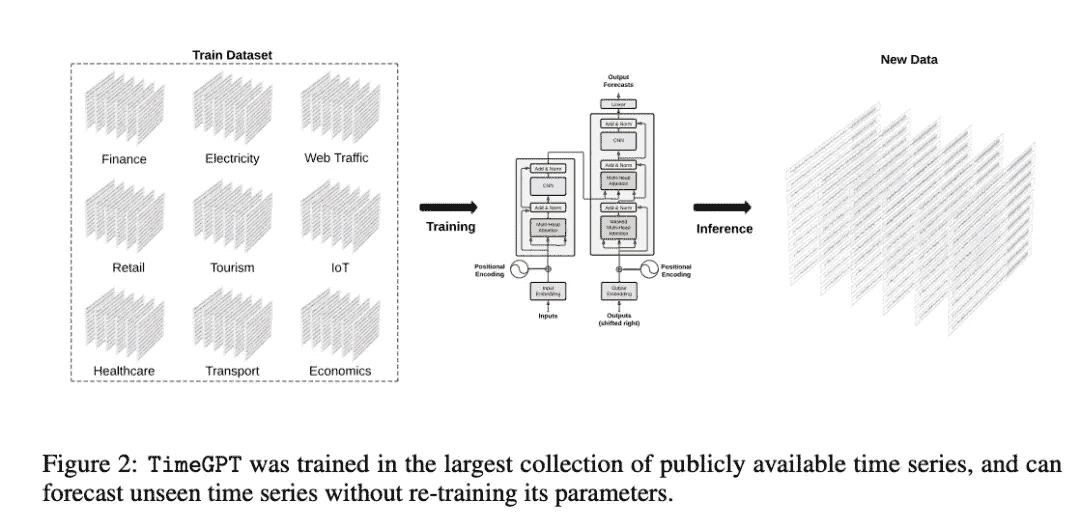 Train Dataset
Finance
Electricity
Web Traffic
Retail
Tourism
IoT
Healthcare
Transport
Economics
Training
Output
Forecasts
Linear
Add & Norm
CNN
Add & Norm
Multi-Head
Attention
Add & Norm
Masked
Multi-Head
Attention
Add & Norm
CNN
Add & Norm
Multi-Head
Attention
Positional
Encoding
Positional
Encoding
Input
Embedding
Output
Embedding
Inputs
Outputs
(shifted right)
Inference
New Data
Figure 2: TimeGPT was trained in the largest collection of publicly available time series, and can
forecast unseen time series without re-training its parameters.